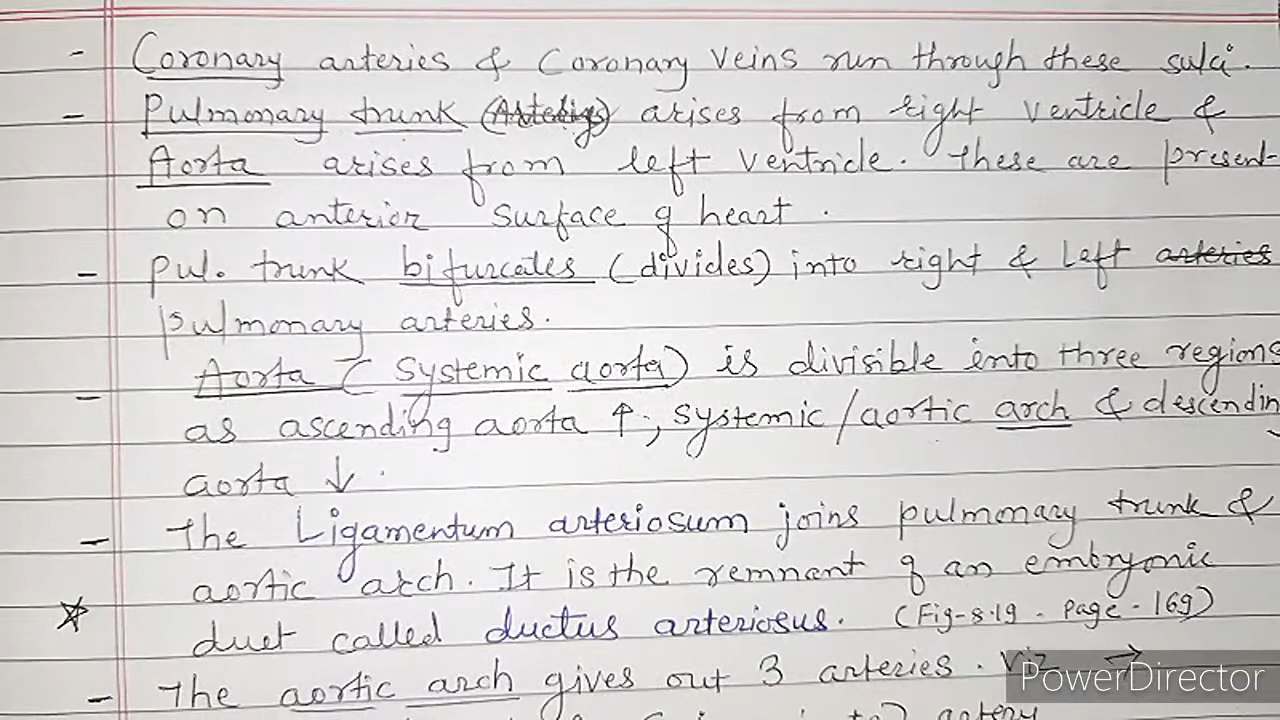 - Coronary arteries & Coronary veins run through these sulci.
- Pulmonary trunk (Arteries) arises from right ventricle &
Aorta arises from left ventricle. These are present-
on anterior surface of heart.
- Pul. trunk bifurcates (divides) into right & left arteries
pulmonary arteries.
- Aorta (Systemic aorta) is divisible into three regions
as ascending aorta ↑, systemic/aortic arch & descendin
aorta ↓.
- The Ligamentum arteriosum joins pulmonary trunk &
aortic arch. It is the remnant of an embryonic
☆ duct called ductus arteriosus. (Fig-8.19 - Page - 169)
- The aortic arch gives out 3 arteries. Viz →
artery
PowerDirector